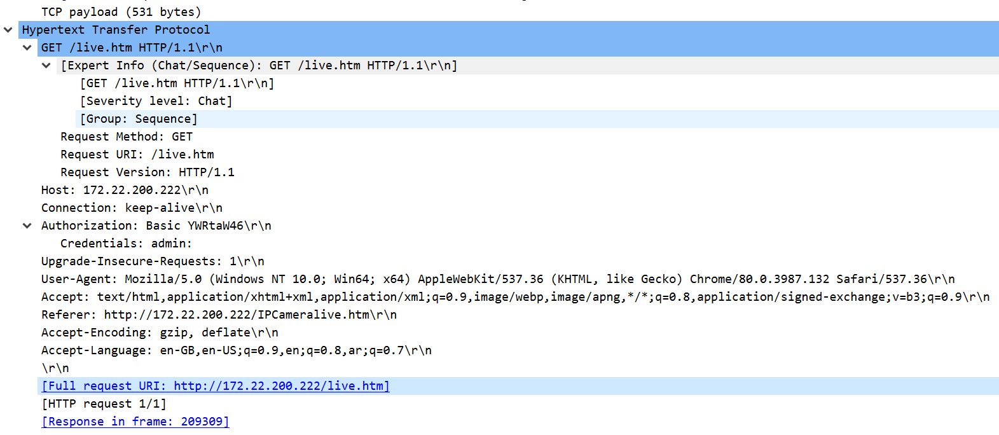 TCP payload (531 bytes)
Hypertext Transfer Protocol
GET /live.htm HTTP/1.1\r\n
[Expert Info (Chat/Sequence): GET /live.htm HTTP/1.1\r\n]
[GET /live.htm HTTP/1.1\r\n]
[Severity level: Chat]
[Group: Sequence]
Request Method: GET
Request URI: /live.htm
Request Version: HTTP/1.1
Host: 172.22.200.222\r\n
Connection: keep-alive\r\n
Authorization: Basic YWRtaW46\r\n
Credentials: admin:
Upgrade-Insecure-Requests: 1\r\n
User-Agent: Mozilla/5.0 (Windows NT 10.0; Win64; x64) AppleWebKit/537.36 (KHTML, like Gecko) Chrome/80.0.3987.132 Safari/537.36\r\n
Accept: text/html,application/xhtml+xml,application/xml;q=0.9,image/webp,image/apng,*/*;q=0.8,application/signed-exchange;v=b3;q=0.9\r\n
Referer: http://172.22.200.222/IPCameralive.htm\r\n
Accept-Encoding: gzip, deflate\r\n
Accept-Language: en-GB,en-US;q=0.9,en;q=0.8,ar;q=0.7\r\n
\r\n
[Full request URI: http://172.22.200.222/live.htm]
[HTTP request 1/1]
[Response in frame: 209309]